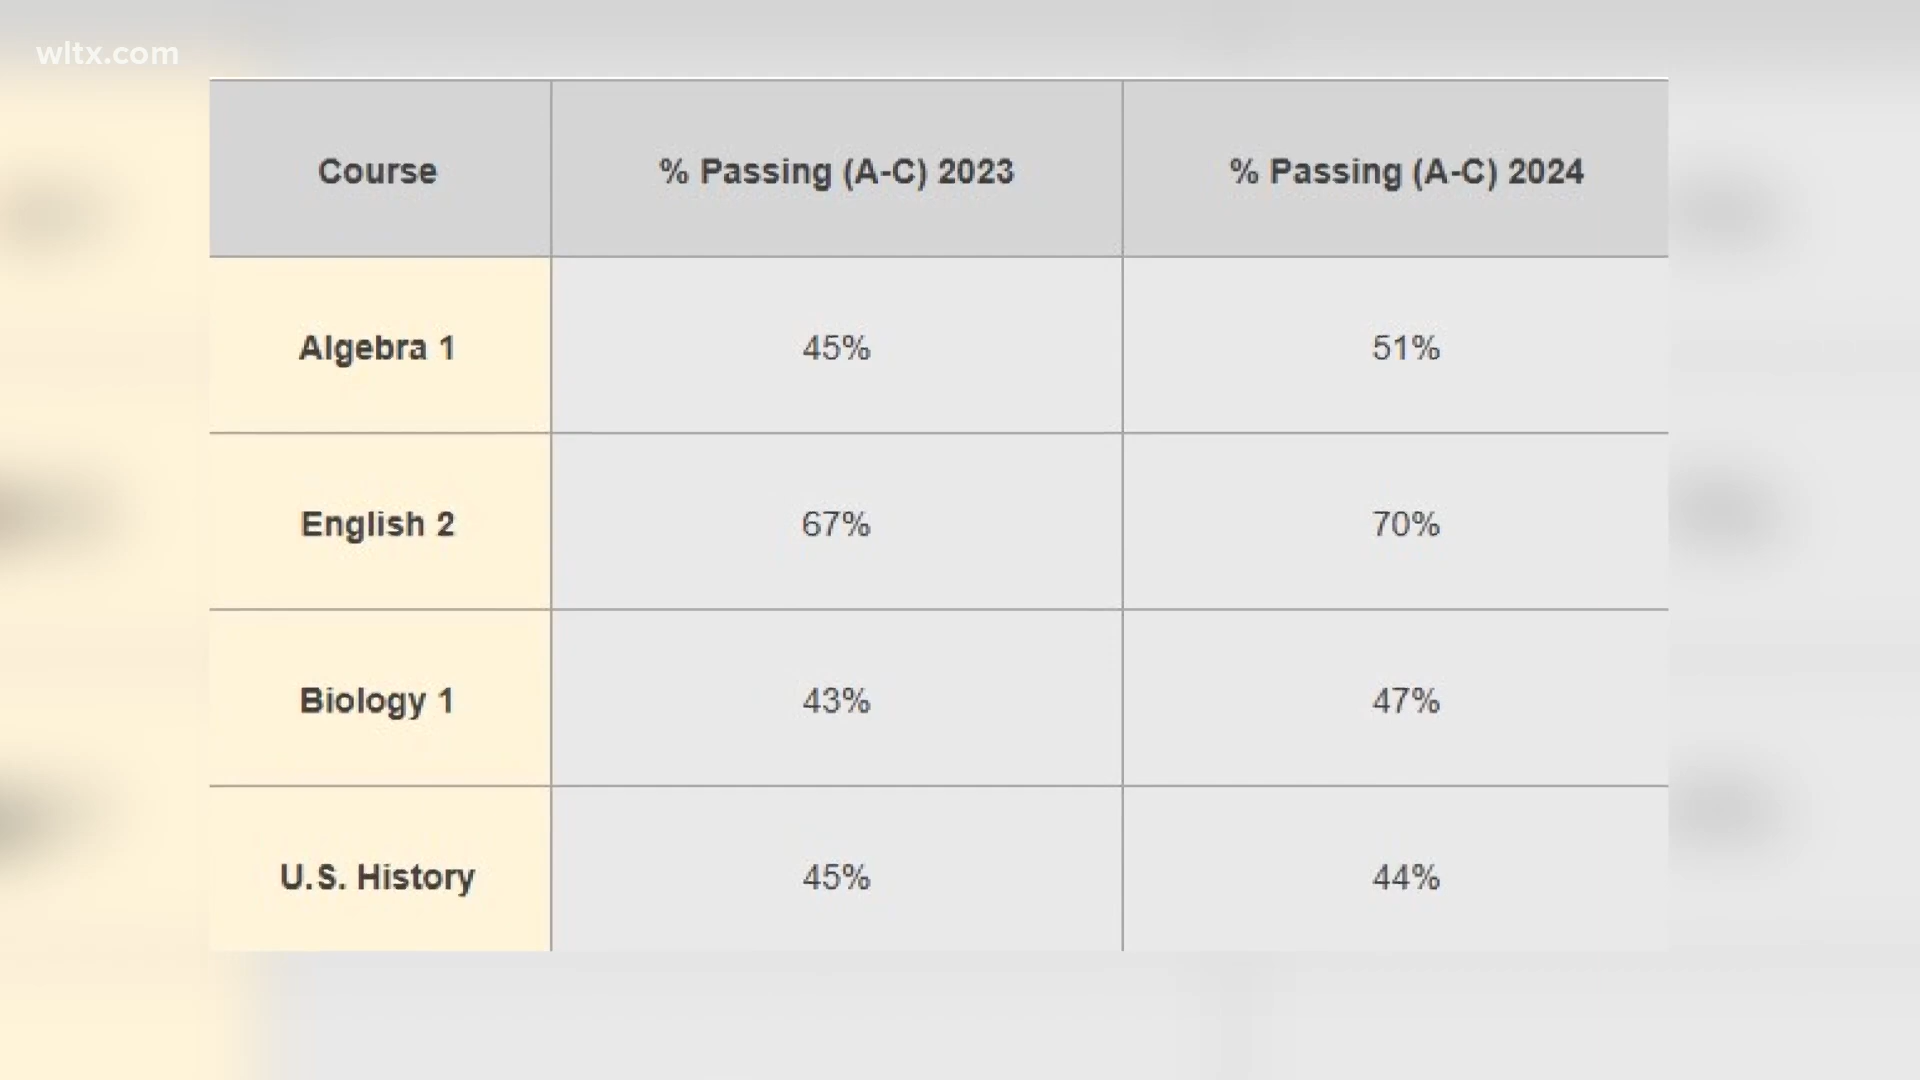 wltx.com
Course % Passing (A-C) 2023 % Passing (A-C) 2024
Algebra 1 45% 51%
English 2 67% 70%
Biology 1 43% 47%
U.S. History 45% 44%